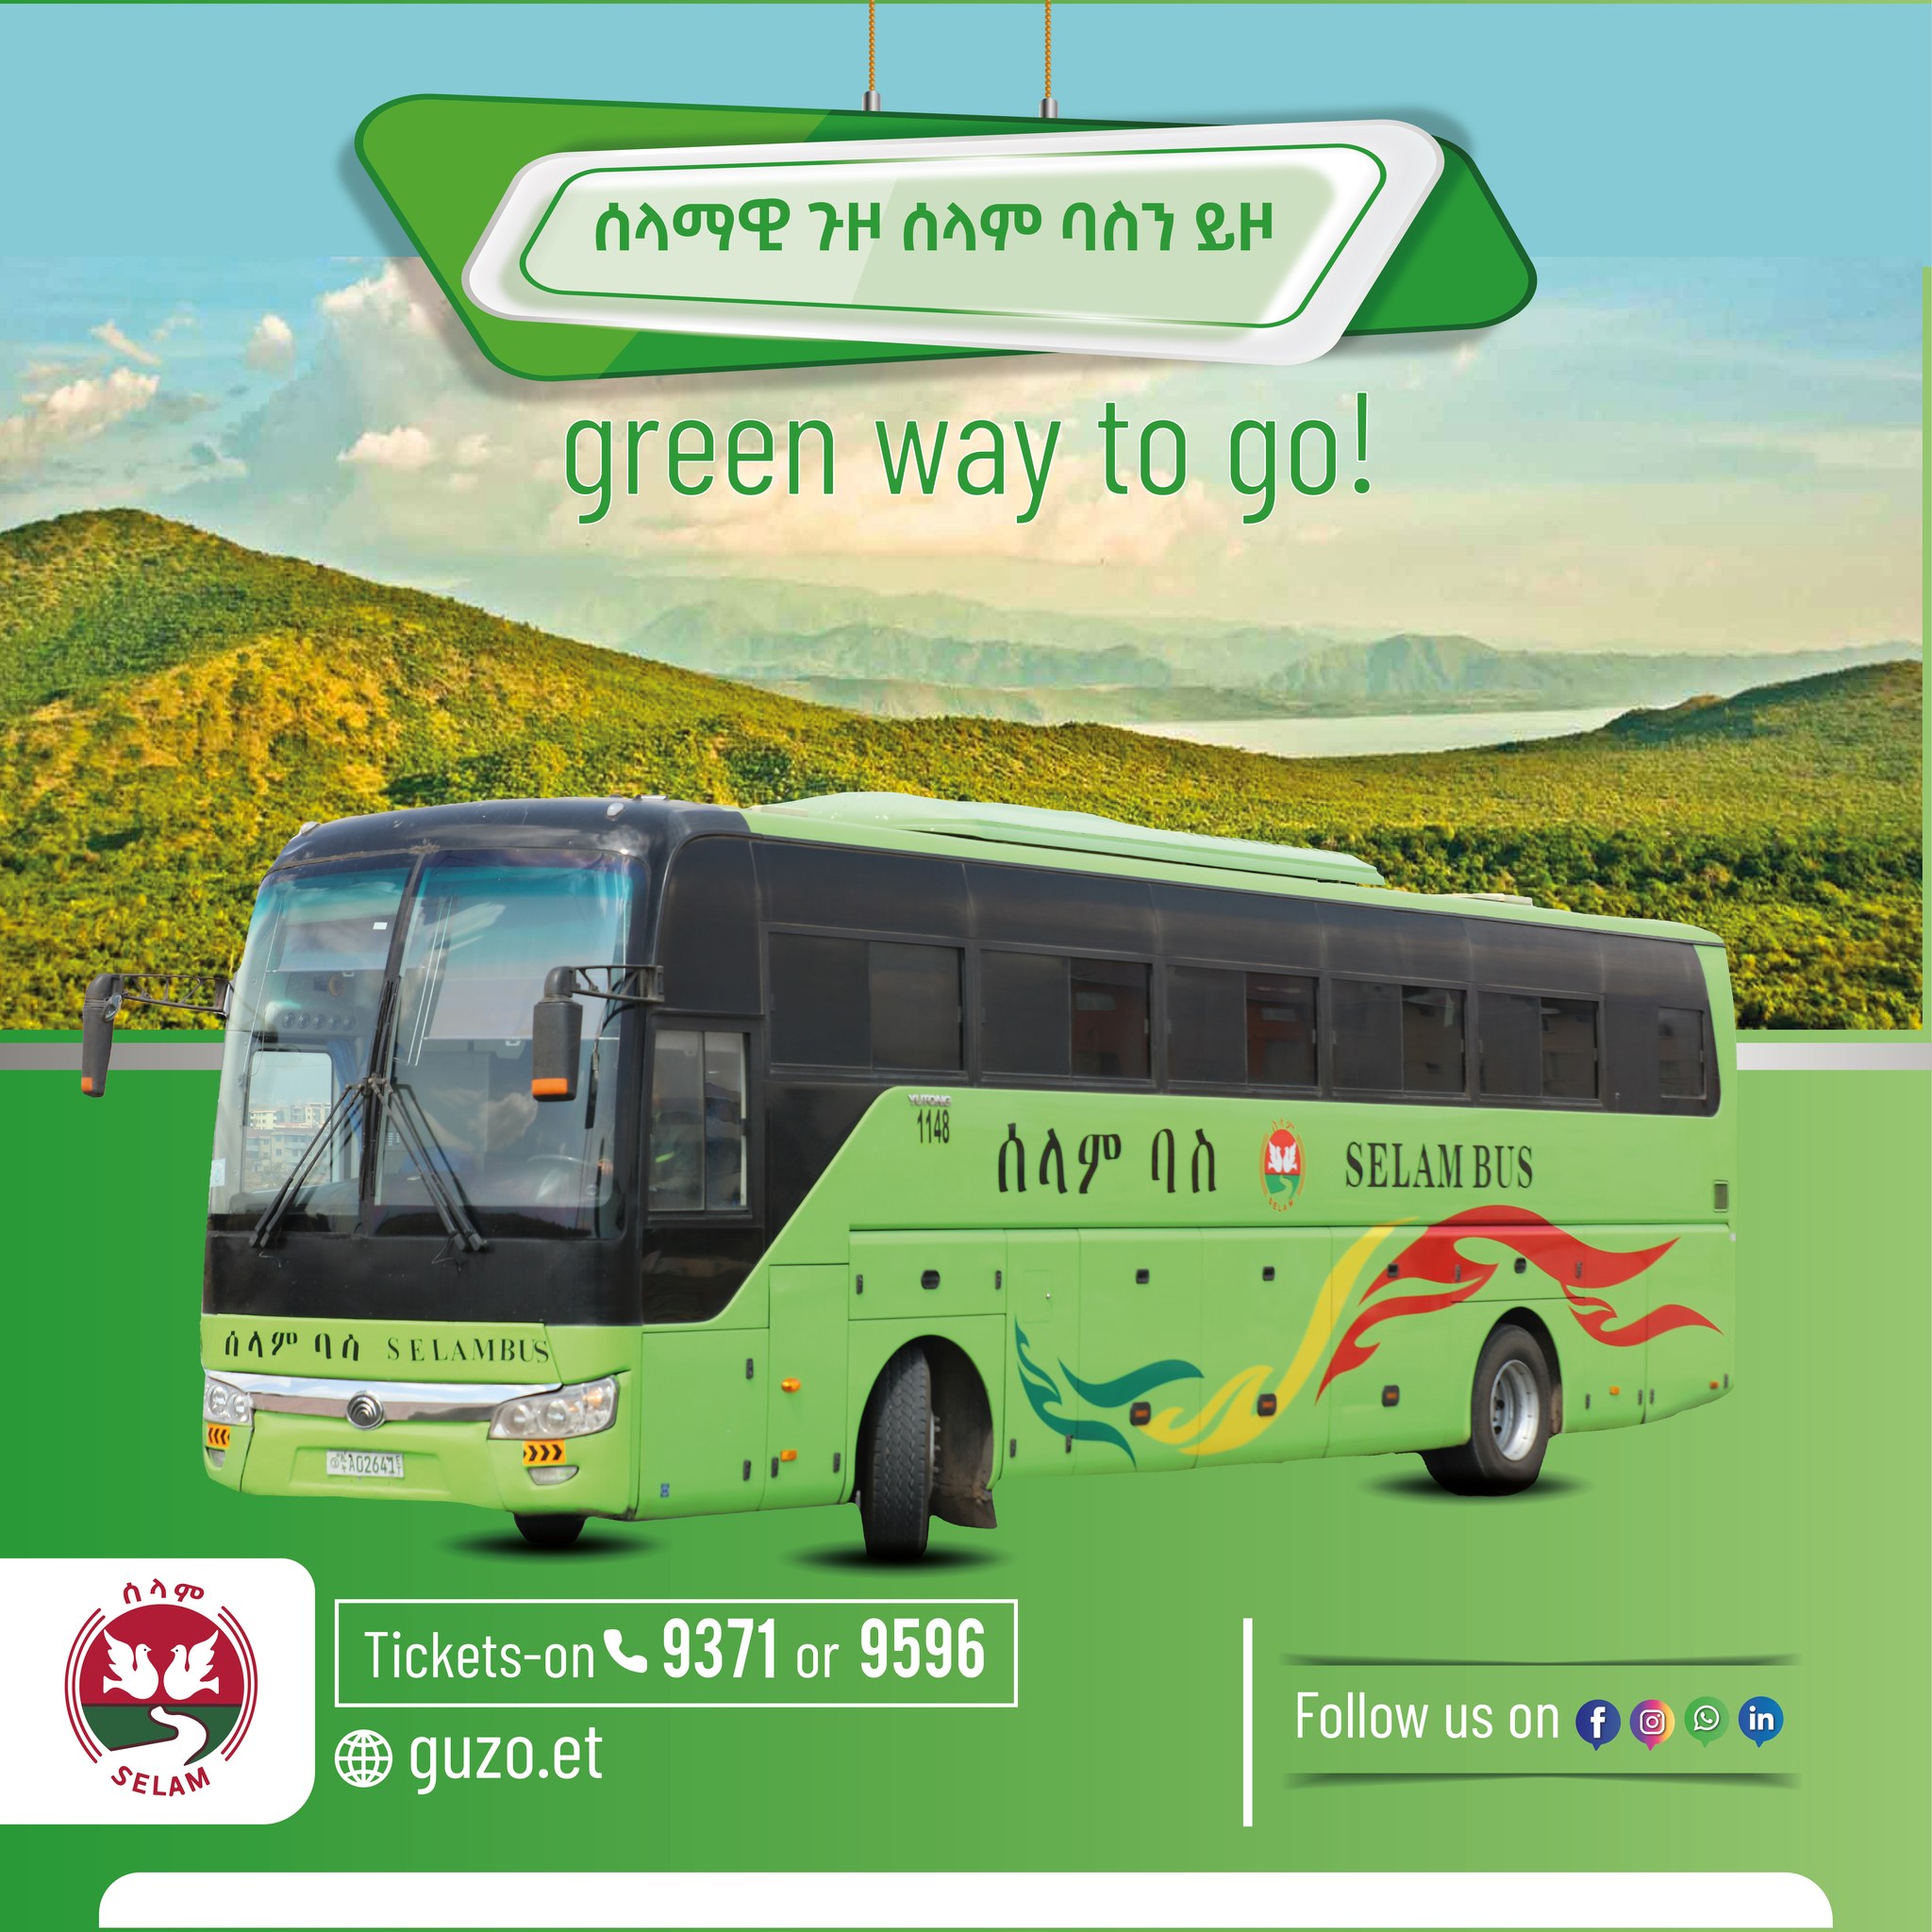 ሰላማዊ ጉዞ ሰላም ባስን ይዞ
green way to go!
YUTONG
1148
ሰላም ባስ SELAM BUS
ሰላም ባስ SELAMBUS
A02641
ሰላም
SELAM
Tickets-on 9371 or 9596
guzo.et
Follow us on